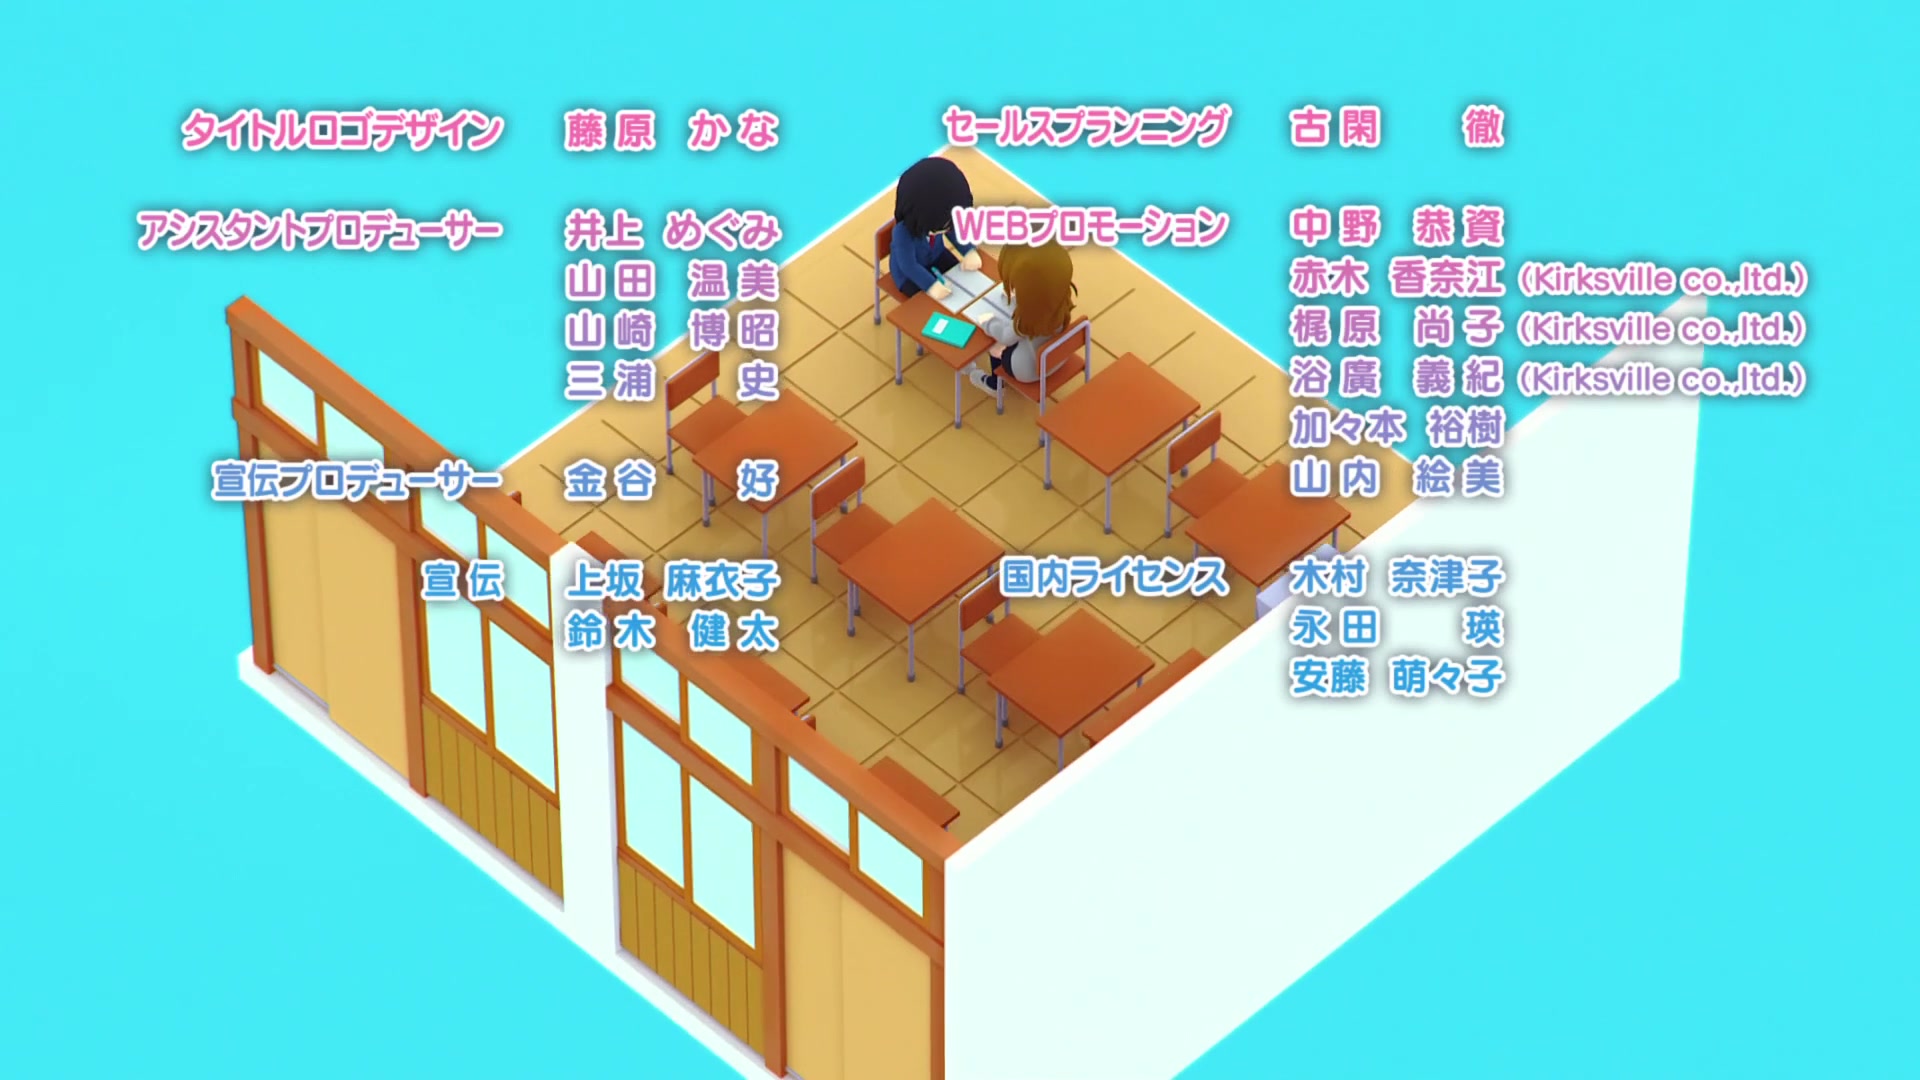 タイトルロゴデザイン 藤原 かな
アシスタントプロデューサー 井上 めぐみ
山田 温美
山崎 博昭
三浦 史
宣伝プロデューサー 金谷 好
宣伝 上坂 麻衣子
鈴木 健太
セールスプランニング 古閑 徹
WEBプロモーション 中野 恭資
赤木 香奈江 (Kirksville co.,ltd.)
梶原 尚子 (Kirksville co.,ltd.)
浴廣 義紀 (Kirksville co.,ltd.)
加々本 裕樹
山内 絵美
国内ライセンス 木村 奈津子
永田 瑛
安藤 萌々子